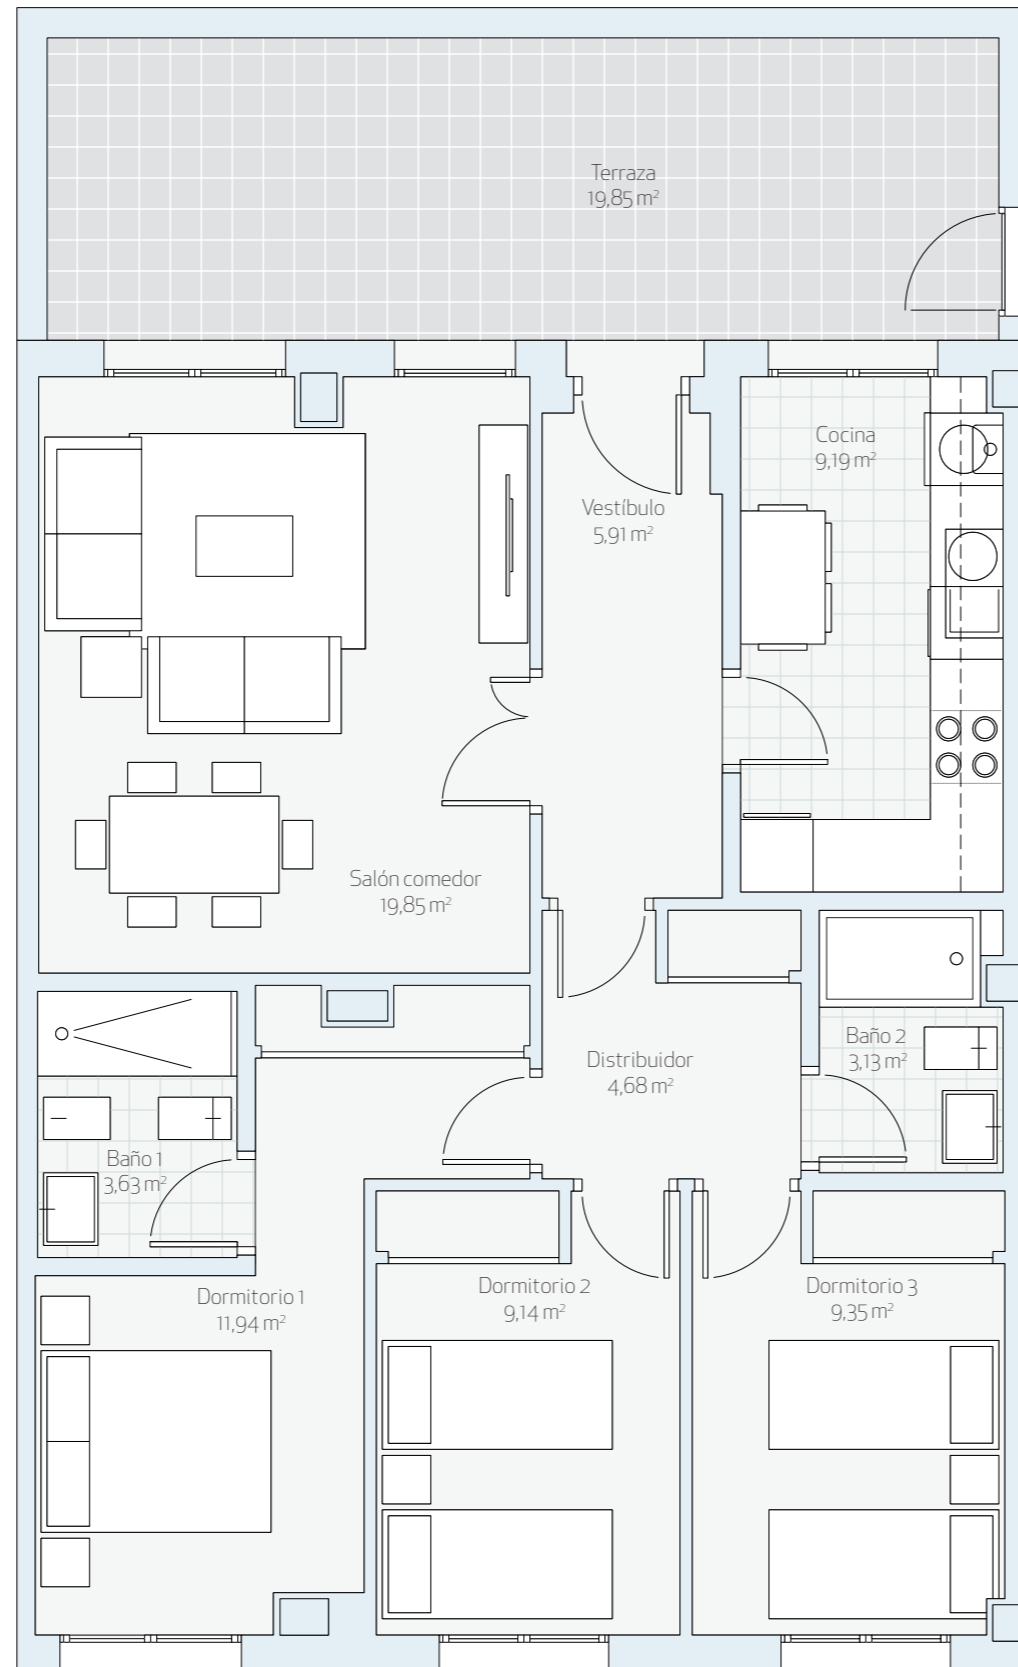 Terraza
19,85 m²
Cocina
9,19 m²
Vestíbulo
5,91 m²
Salón comedor
19,85 m²
Distribuidor
4,68 m²
Baño 2
3,13 m²
Baño 1
3,63 m²
Dormitorio 1
11,94 m²
Dormitorio 2
9,14 m²
Dormitorio 3
9,35 m²